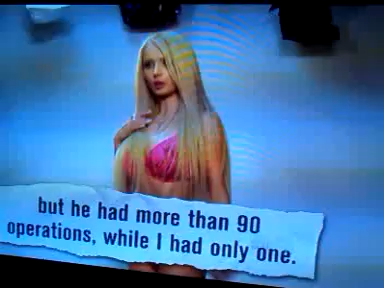 but he had more than 90
operations, while I had only one.